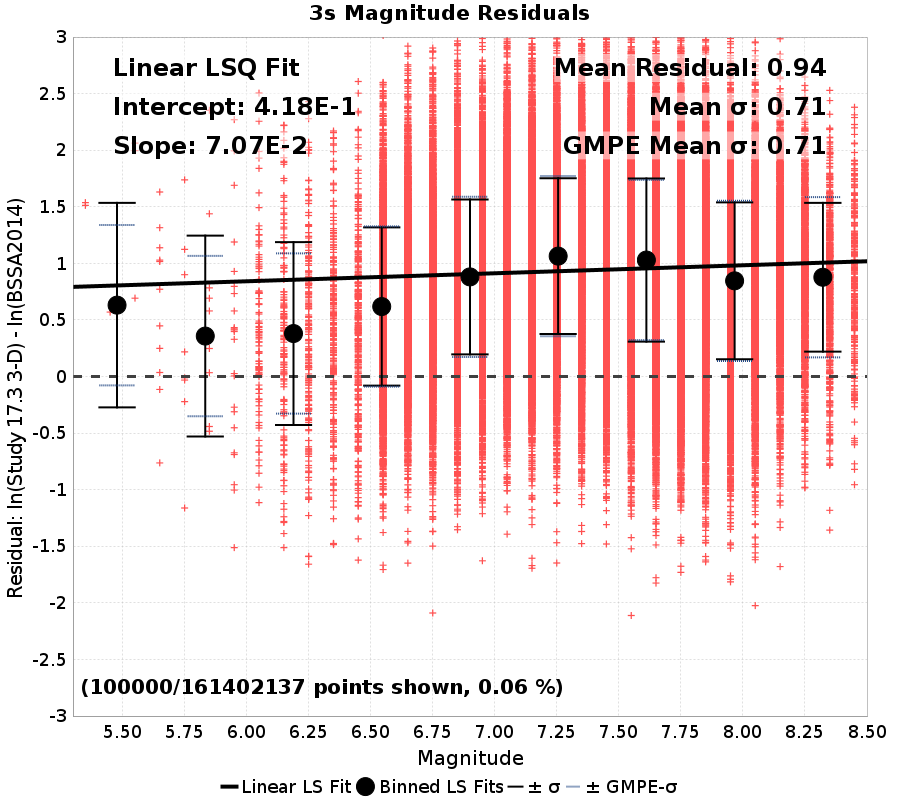 3s Magnitude Residuals
Linear LSQ Fit
Intercept: 4.18E-1
Slope: 7.07E-2
Mean Residual: 0.94
Mean σ: 0.71
GMPE Mean σ: 0.71
3
2.5
2
1.5
1
0.5
0
-0.5
-1
-1.5
-2
-2.5
-3
Residual: ln(Study 17.3 3-D) - ln(BSSA2014)
(100000/161402137 points shown, 0.06 %)
5.50 5.75 6.00 6.25 6.50 6.75 7.00 7.25 7.50 7.75 8.00 8.25 8.50
Magnitude
Linear LS Fit Binned LS Fits ± σ ± GMPE-σ